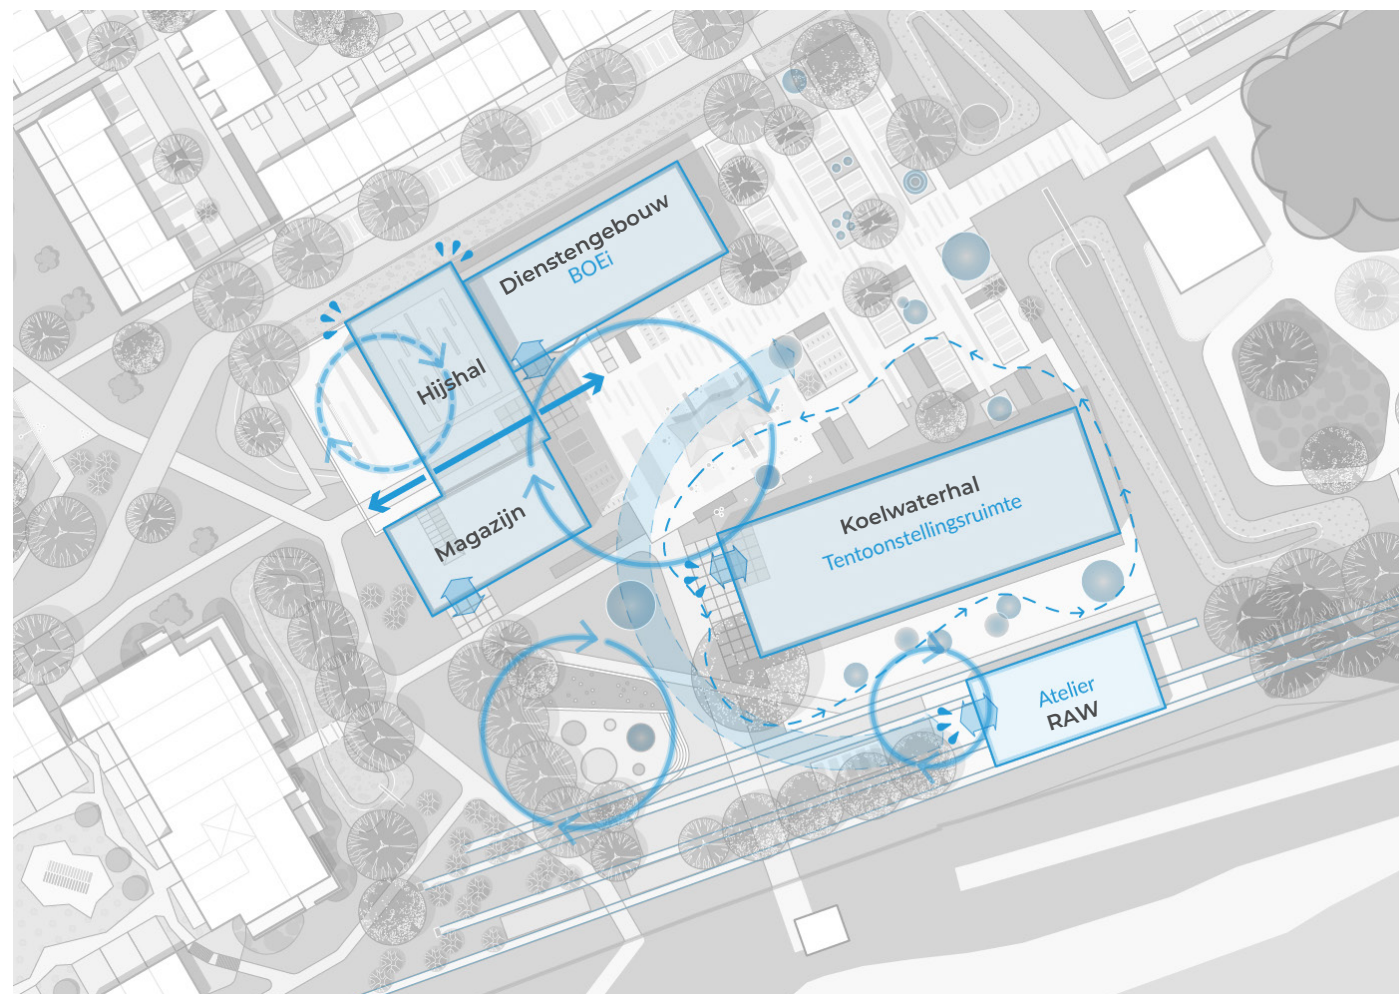 Dienstengebouw
BOEi
Hijshal
Magazijn
Koelwaterhal
Tentoonstellingsruimte
Atelier
RAW